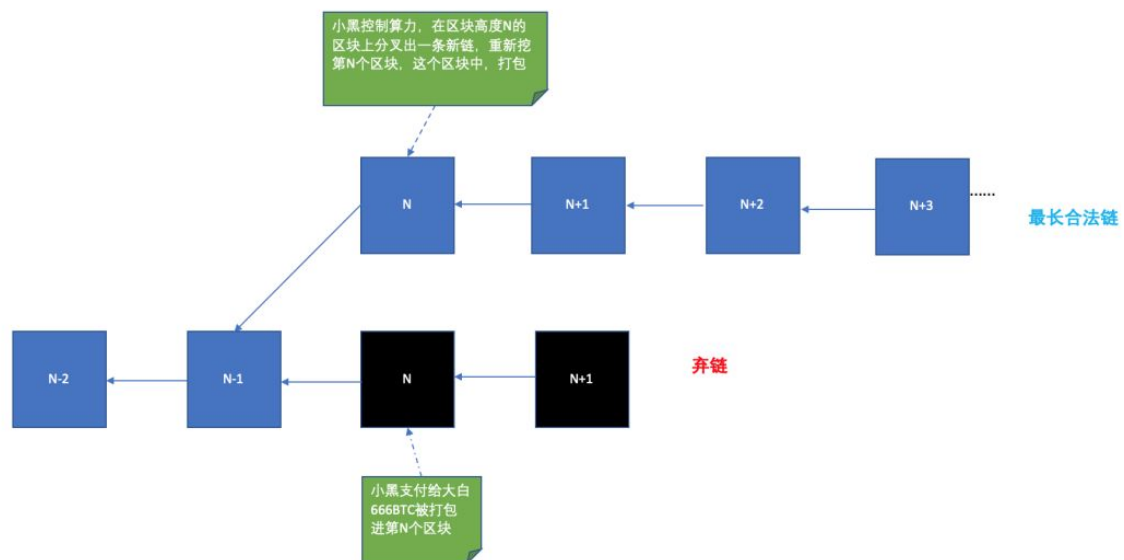 小黑控制算力，在区块高度N的
区块上分叉出一条新链，重新挖
第N个区块，这个区块中，打包
N
N+1
N+2
N+3
......
最长合法链
N-2
N-1
N
N+1
弃链
小黑支付给大白
666BTC被打包
进第N个区块